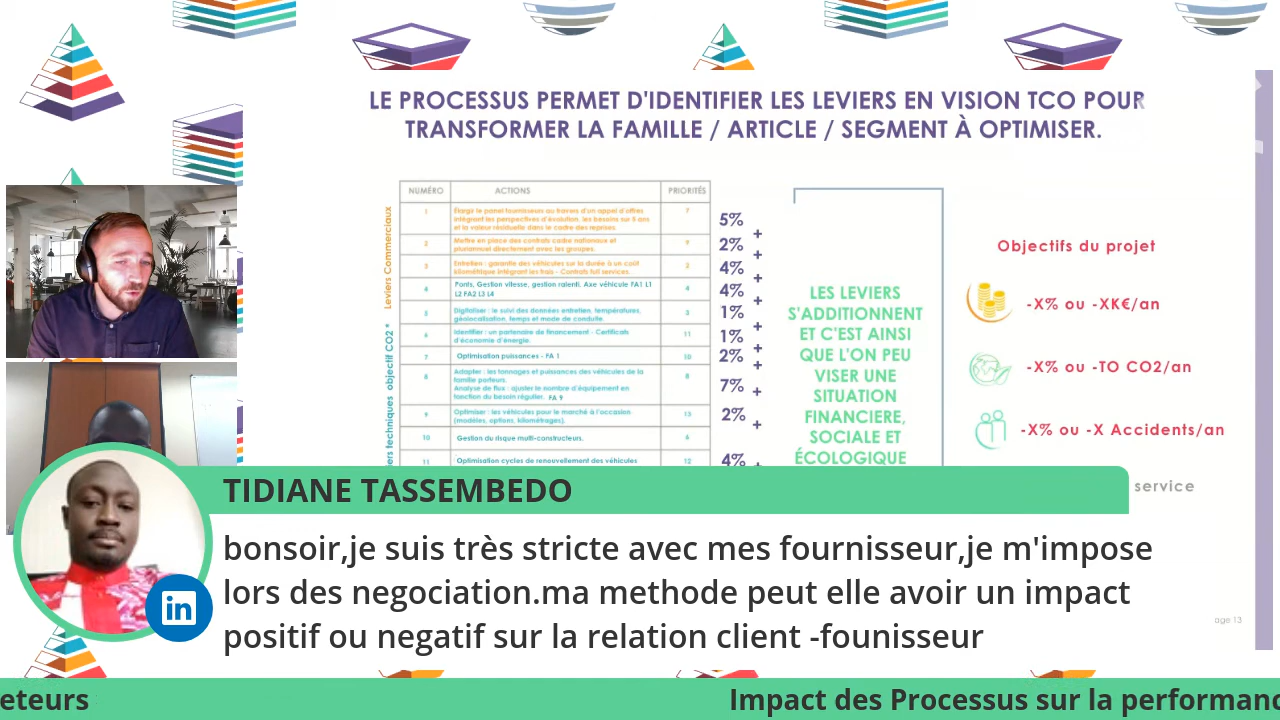 LE PROCESSUS PERMET D'IDENTIFIER LES LEVIERS EN VISION TCO POUR
TRANSFORMER LA FAMILLE / ARTICLE / SEGMENT À OPTIMISER.
NUMÉRO ACTIONS PRIORITÉS
Leviers Commerciaux
techniques objectif CO2 *
1 Élargir le panel fournisseurs au travers d'un appel d'offres 7
intégrant les perspectives d'évolution, les besoins sur 5 ans
et la valeur résiduelle dans le cadre des reprises.
5%
+
2 Mettre en place des contrats cadre nationaux et 9
pluriannuel directement avec les groupes.
2%
+
3 Entretien : garantie des véhicules sur la durée à un coût 2
kilométrique intégrant les frais - Contrats full services.
4%
+
4 Ponts, Gestion vitesse, gestion ralenti. Axe véhicule FA1 L1 4
L2 FA2 L3 L4
4%
+
5 Digitaliser : le suivi des données entretien, températures, 3
géolocalisation, temps et mode de conduite.
1%
+
6 Identifier : un partenaire de financement - Certificats 11
d'économie d'énergie.
1%
+
7 Optimisation puissances - FA 1 10
2%
+
8 Adapter : les tonnages et puissances des véhicules de la 8
famille porteurs.
Analyse de flux : ajuster le nombre d'équipement en
fonction du besoin régulier. FA 9
7%
+
9 Optimiser : les véhicules pour le marché à l'occasion 13
(modèles, options, kilométrages).
2%
+
10 Gestion du risque multi-constructeurs. 6
11 Optimisation cycles de renouvellement des véhicules 12
4%
+
LES LEVIERS
S'ADDITIONNENT
ET C'EST AINSI
QUE L'ON PEU
VISER UNE
SITUATION
FINANCIERE,
SOCIALE ET
ÉCOLOGIQUE
Objectifs du projet
-X% ou -XK€/an
-X% ou -TO CO2/an
-X% ou -X Accidents/an
service
page 13
TIDIANE TASSEMBEDO
bonsoir,je suis très stricte avec mes fournisseur,je m'impose
lors des negociation.ma methode peut elle avoir un impact
positif ou negatif sur la relation client -founisseur
in
eteurs Impact des Processus sur la performanc